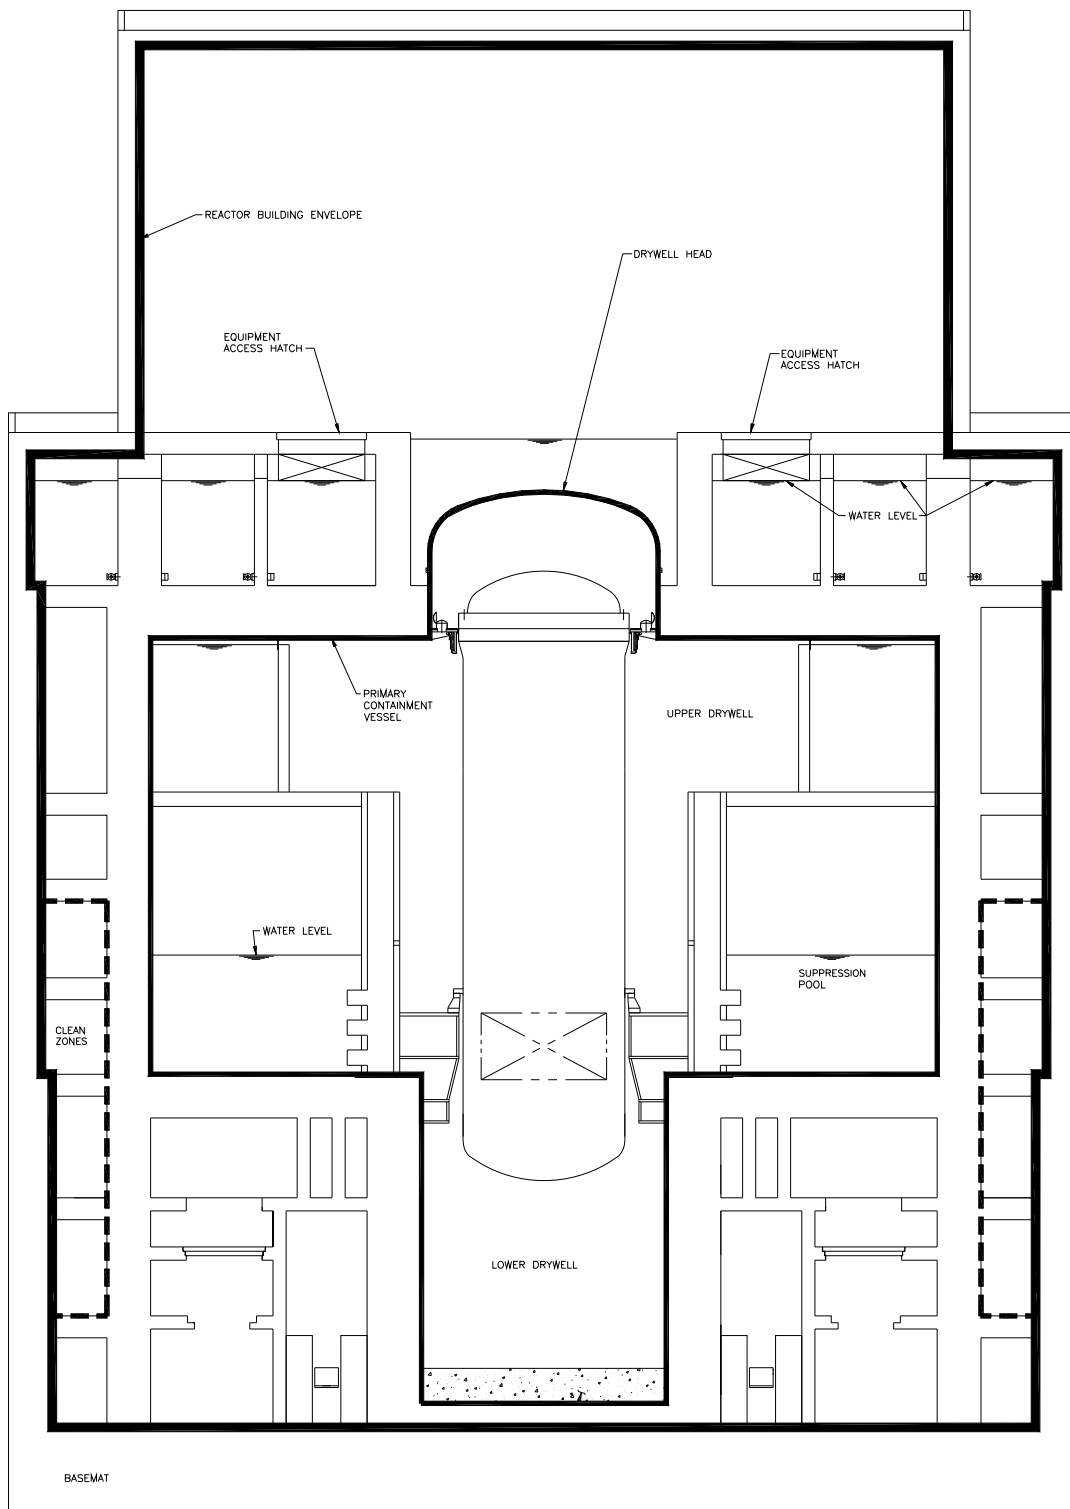 REACTOR BUILDING ENVELOPE
DRYWELL HEAD
EQUIPMENT
ACCESS HATCH
EQUIPMENT
ACCESS HATCH
WATER LEVEL
PRIMARY
CONTAINMENT
VESSEL
UPPER DRYWELL
WATER LEVEL
SUPPRESSION
POOL
CLEAN
ZONES
LOWER DRYWELL
BASEMAT